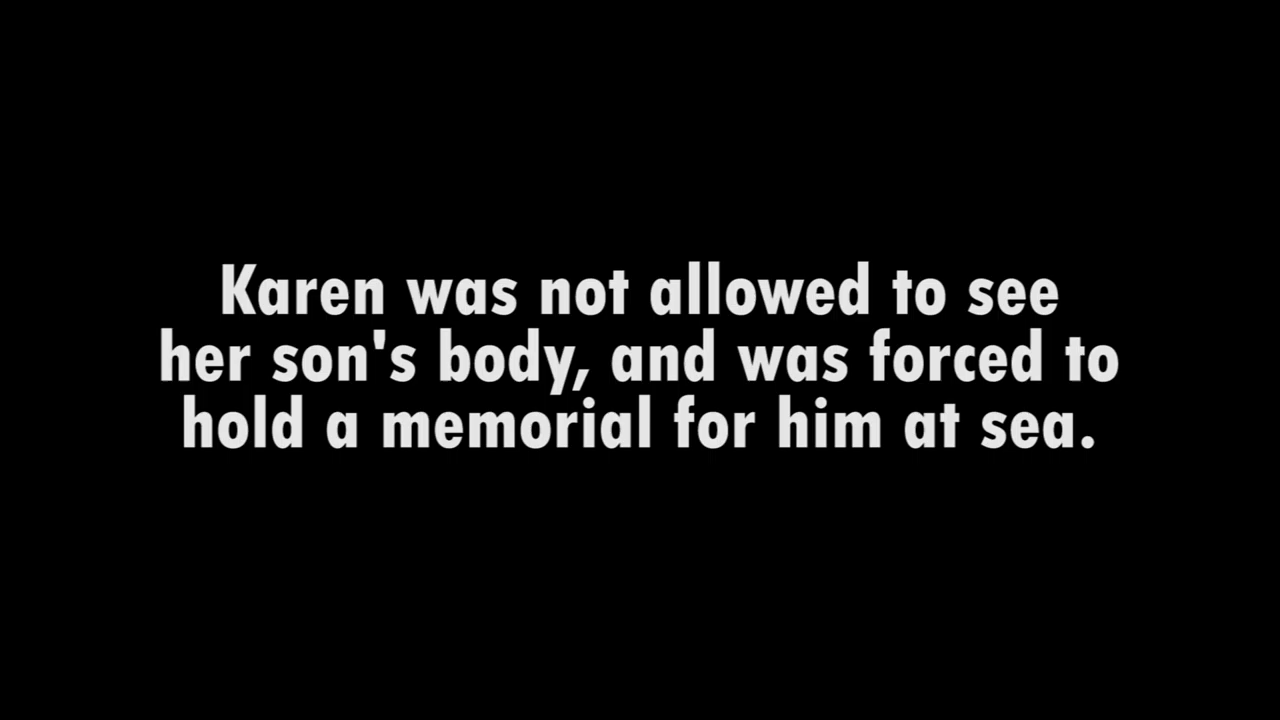 Karen was not allowed to see
her son's body, and was forced to
hold a memorial for him at sea.